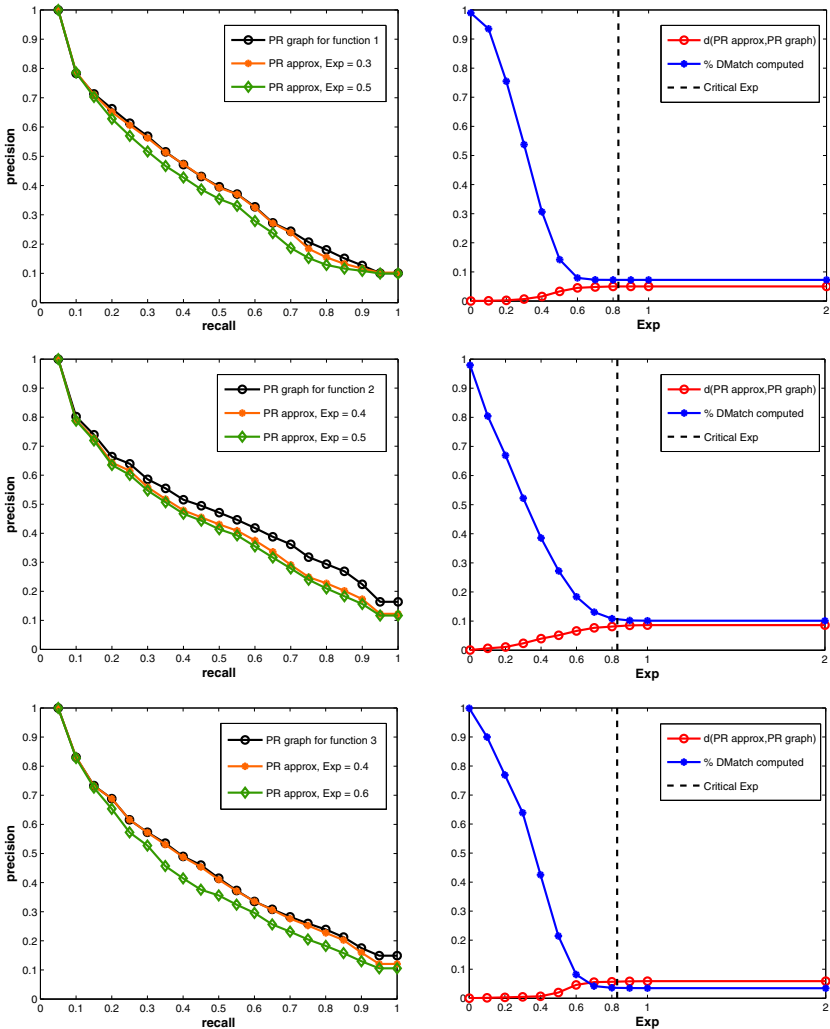 1
0.9
0.8
0.7
0.6
0.5
0.4
0.3
0.2
0.1
0
precision
0 0.1 0.2 0.3 0.4 0.5 0.6 0.7 0.8 0.9 1
recall
PR graph for function 1
PR approx, Exp = 0.3
PR approx, Exp = 0.5
1
0.9
0.8
0.7
0.6
0.5
0.4
0.3
0.2
0.1
0
0 0.2 0.4 0.6 0.8 1 2
Exp
d(PR approx,PR graph)
% DMatch computed
Critical Exp
1
0.9
0.8
0.7
0.6
0.5
0.4
0.3
0.2
0.1
0
precision
0 0.1 0.2 0.3 0.4 0.5 0.6 0.7 0.8 0.9 1
recall
PR graph for function 2
PR approx, Exp = 0.4
PR approx, Exp = 0.5
1
0.9
0.8
0.7
0.6
0.5
0.4
0.3
0.2
0.1
0
0 0.2 0.4 0.6 0.8 1 2
Exp
d(PR approx,PR graph)
% DMatch computed
Critical Exp
1
0.9
0.8
0.7
0.6
0.5
0.4
0.3
0.2
0.1
0
precision
0 0.1 0.2 0.3 0.4 0.5 0.6 0.7 0.8 0.9 1
recall
PR graph for function 3
PR approx, Exp = 0.4
PR approx, Exp = 0.6
1
0.9
0.8
0.7
0.6
0.5
0.4
0.3
0.2
0.1
0
0 0.2 0.4 0.6 0.8 1 2
Exp
d(PR approx,PR graph)
% DMatch computed
Critical Exp